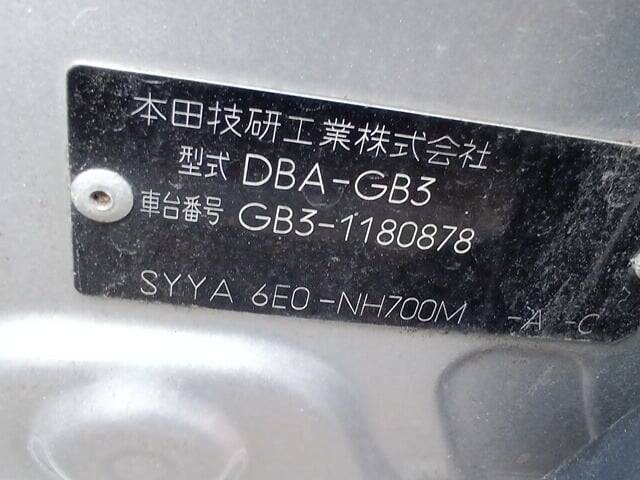 本田技研工業株式会社
型式 DBA-GB3
車台番号 GB3-1180878
SYYA 6E0 -NH700M -A -C